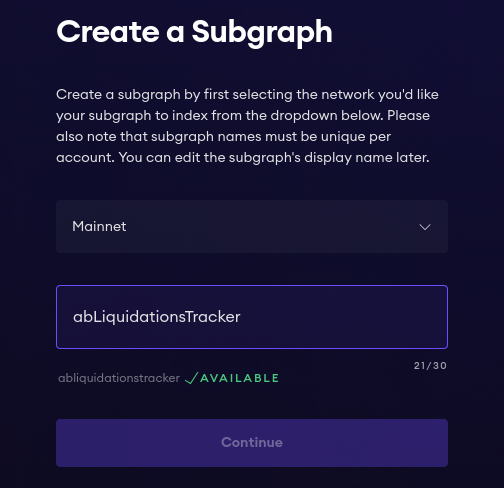 Create a Subgraph
Create a subgraph by first selecting the network you'd like
your subgraph to index from the dropdown below. Please
also note that subgraph names must be unique per
account. You can edit the subgraph's display name later.
Mainnet
abLiquidationsTracker
21/30
abliquidationstracker AVAILABLE
Continue